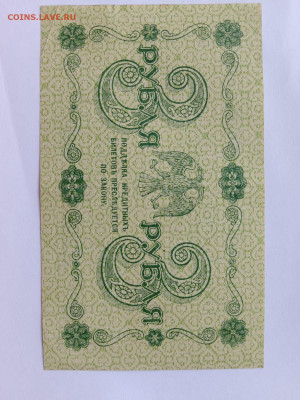 COINS.LAVE.RU
3 РУБЛЯ
3 РУБЛЯ
ПОДДѢЛКА КРЕДИТНЫХЪ
БИЛЕТОВЪ ПРЕСЛѢДУЕТСЯ
ПО ЗАКОНУ.